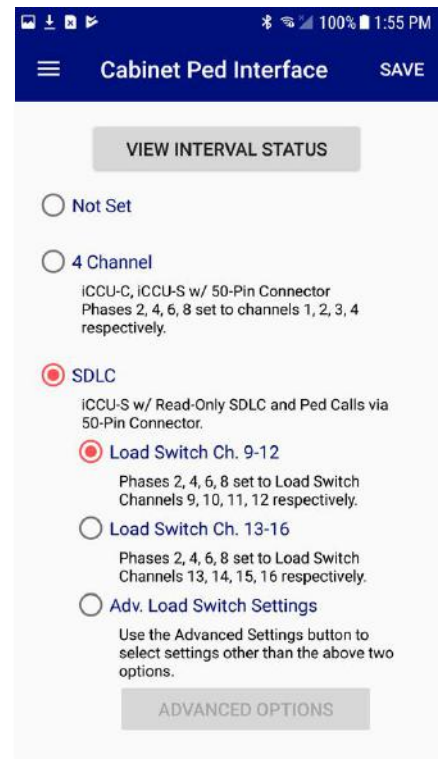 100% 1:55 PM
Cabinet Ped Interface SAVE
VIEW INTERVAL STATUS
Not Set
4 Channel
iCCU-C, iCCU-S w/ 50-Pin Connector
Phases 2, 4, 6, 8 set to channels 1, 2, 3, 4
respectively.
SDLC
iCCU-S w/ Read-Only SDLC and Ped Calls via
50-Pin Connector.
Load Switch Ch. 9-12
Phases 2, 4, 6, 8 set to Load Switch
Channels 9, 10, 11, 12 respectively.
Load Switch Ch. 13-16
Phases 2, 4, 6, 8 set to Load Switch
Channels 13, 14, 15, 16 respectively.
Adv. Load Switch Settings
Use the Advanced Settings button to
select settings other than the above two
options.
ADVANCED OPTIONS